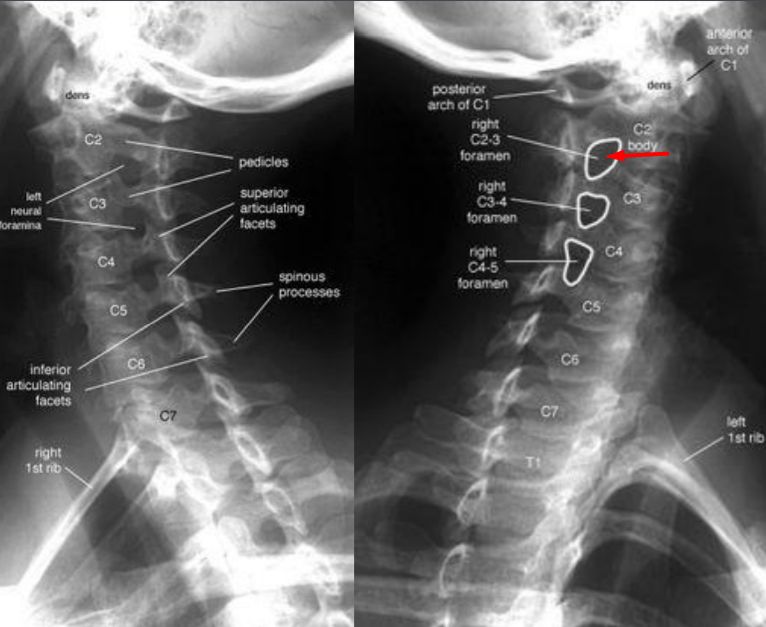 dens
C2
pedicles
left
neural
foramina
C3
superior
articulating
facets
C4
spinous
processes
C5
inferior
articulating
facets
C6
C7
right
1st rib
anterior
arch of
C1
dens
posterior
arch of C1
right
C2-3
foramen
C2
body
right
C3-4
foramen
C3
right
C4-5
foramen
C4
C5
C6
C7
T1
left
1st rib